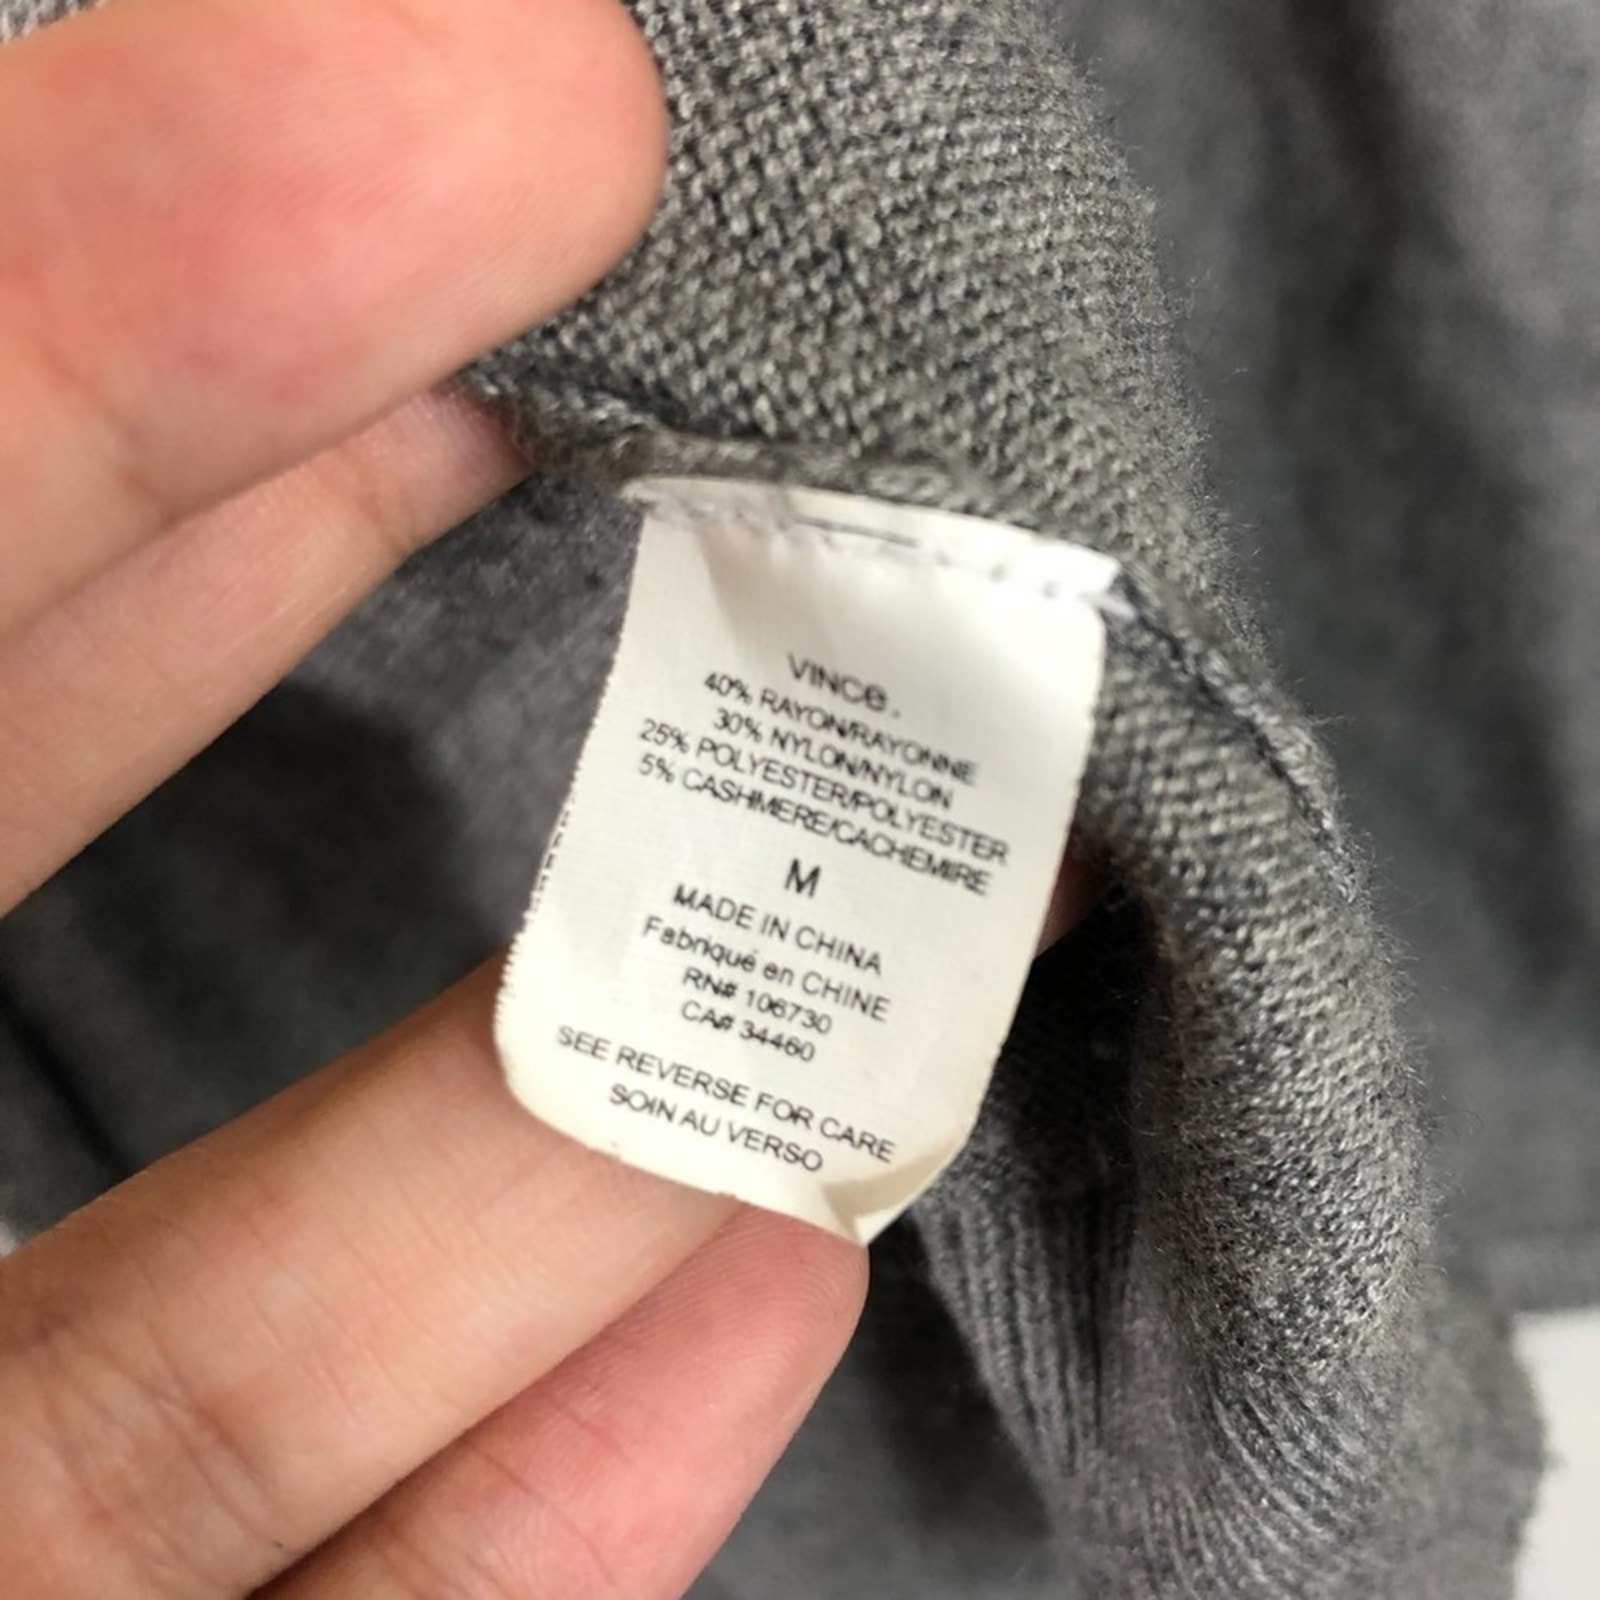 VINCE.
40% RAYON/RAYONNE
30% NYLON/NYLON
25% POLYESTER/POLYESTER
5% CASHMERE/CACHEMIRE
M
MADE IN CHINA
Fabriqué en CHINE
RN# 106730
CA# 34460
SEE REVERSE FOR CARE
SOIN AU VERSO